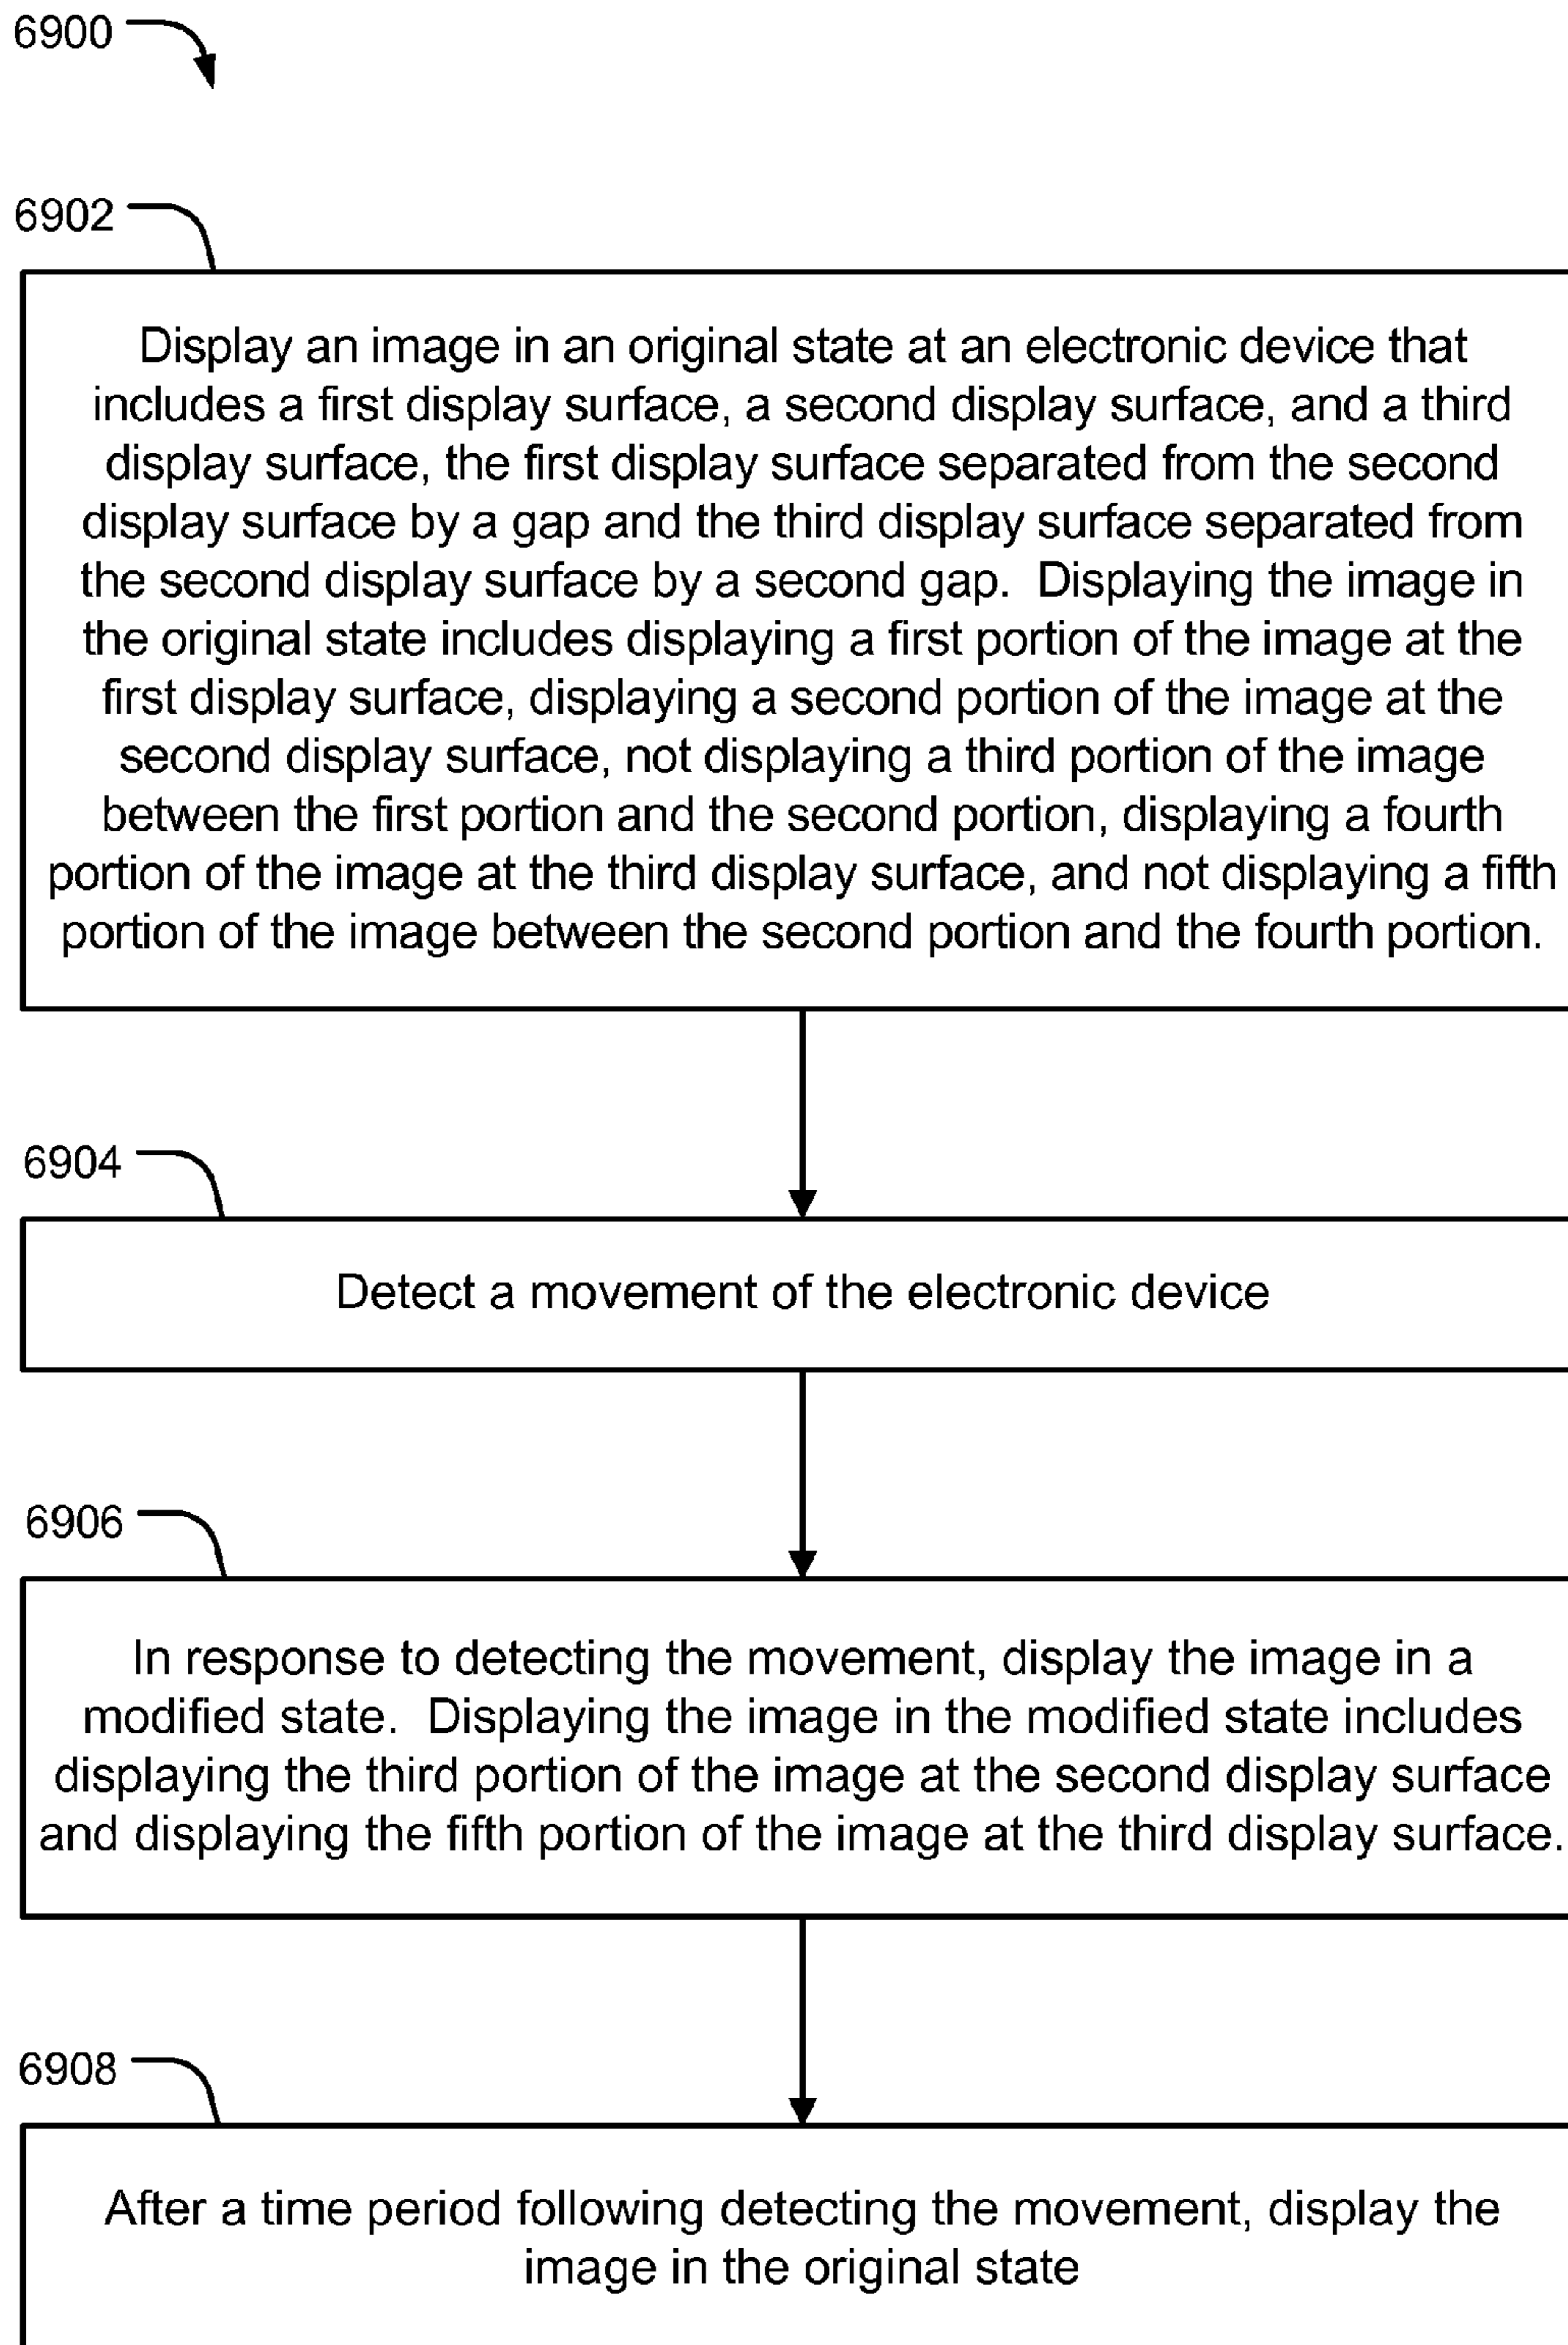 6900
6902
Display an image in an original state at an electronic device that
includes a first display surface, a second display surface, and a third
display surface, the first display surface separated from the second
display surface by a gap and the third display surface separated from
the second display surface by a second gap.  Displaying the image in
the original state includes displaying a first portion of the image at the
first display surface, displaying a second portion of the image at the
second display surface, not displaying a third portion of the image
between the first portion and the second portion, displaying a fourth
portion of the image at the third display surface, and not displaying a fifth
portion of the image between the second portion and the fourth portion.
6904
Detect a movement of the electronic device
6906
In response to detecting the movement, display the image in a
modified state.  Displaying the image in the modified state includes
displaying the third portion of the image at the second display surface
and displaying the fifth portion of the image at the third display surface.
6908
After a time period following detecting the movement, display the
image in the original state